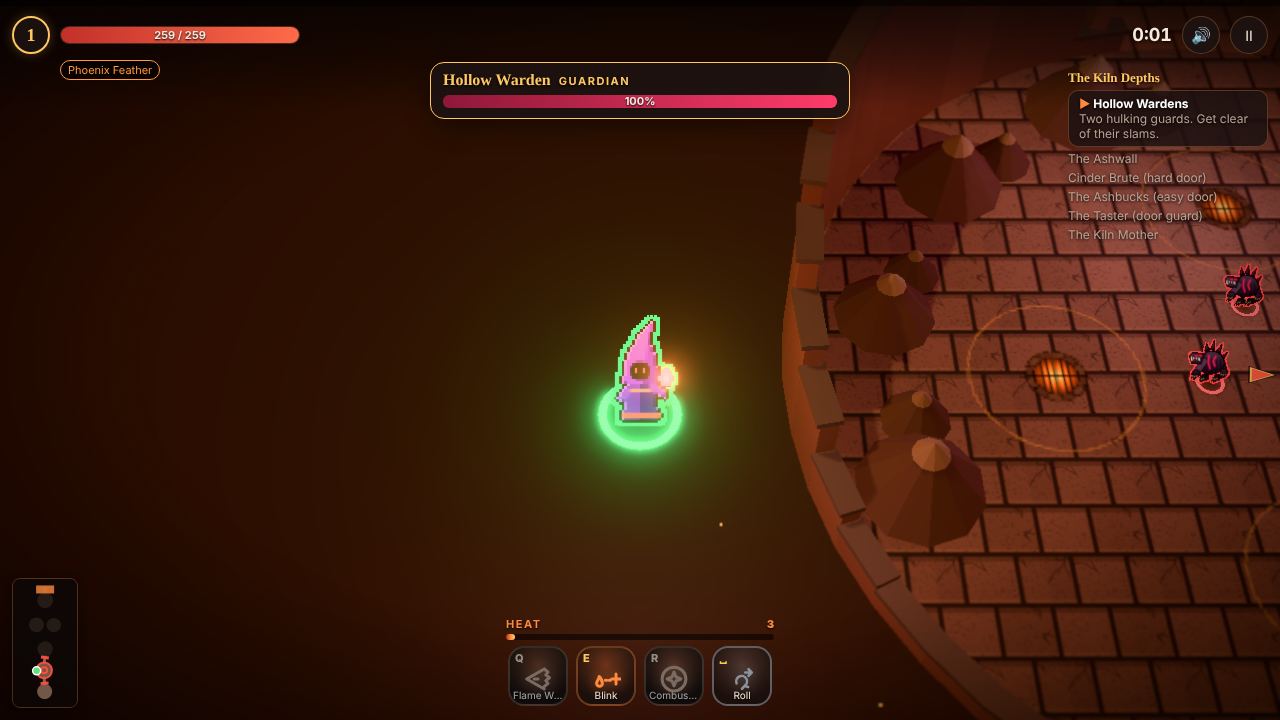 1
259 / 259
Phoenix Feather
Hollow Warden GUARDIAN
100%
0:01
The Kiln Depths
Hollow Wardens
Two hulking guards. Get clear
of their slams.
The Ashwall
Cinder Brute (hard door)
The Ashbucks (easy door)
The Taster (door guard)
The Kiln Mother
HEAT 3
Q E R
Flame W... Blink Combus... Roll